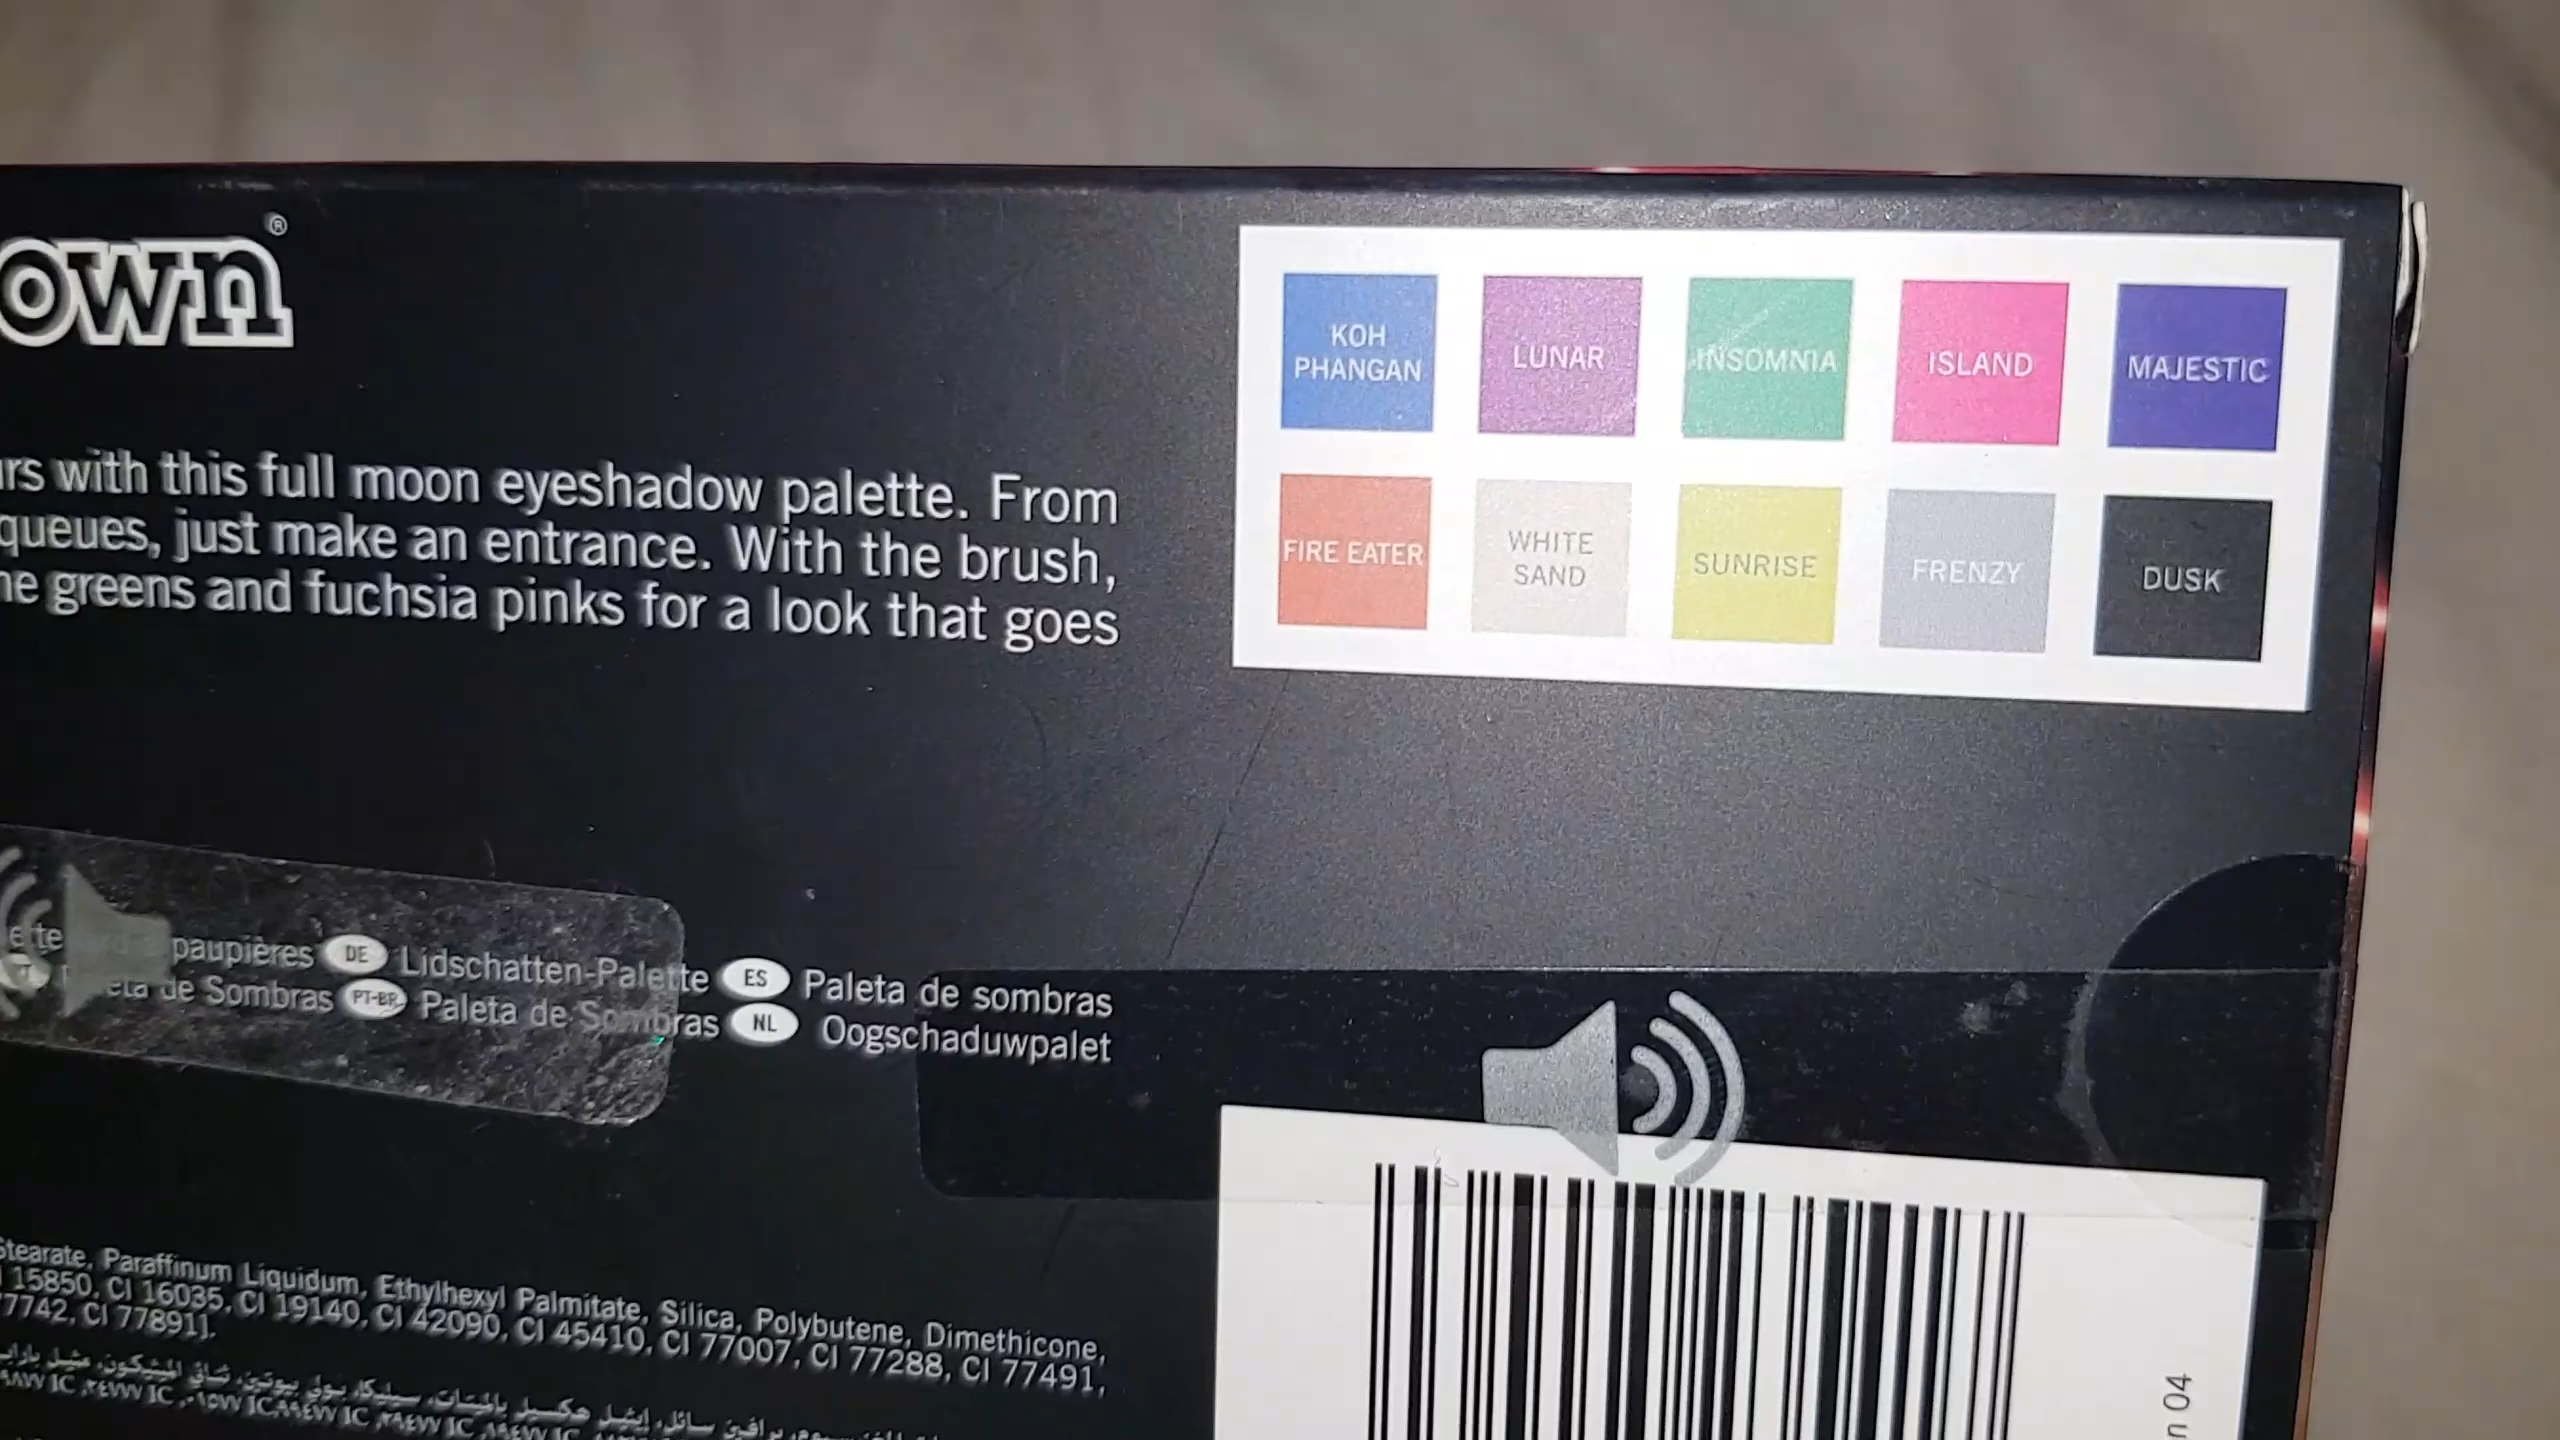 own®
rs with this full moon eyeshadow palette. From
queues, just make an entrance. With the brush,
greens and fuchsia pinks for a look that goes
KOH
PHANGAN
LUNAR
INSOMNIA
ISLAND
MAJESTIC
FIRE EATER
WHITE
SAND
SUNRISE
FRENZY
DUSK
paupières DE Lidschatten-Palette ES Paleta de sombras
de Sombras PT-BR Paleta de Sombras NL Oogschaduwpalet
Stearate, Paraffinum Liquidum, Ethylhexyl Palmitate, Silica, Polybutene, Dimethicone,
15850, CI 16035, CI 19140, CI 42090, CI 45410, CI 77007, CI 77288, CI 77491,
77742, CI 77891].
n 04